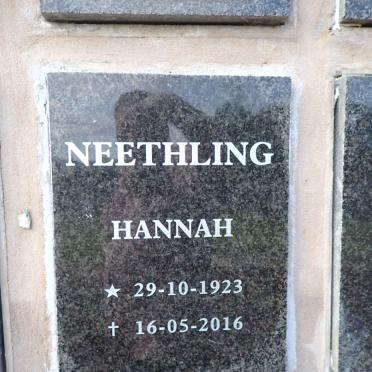 NEETHLING
HANNAH
★ 29-10-1923
† 16-05-2016